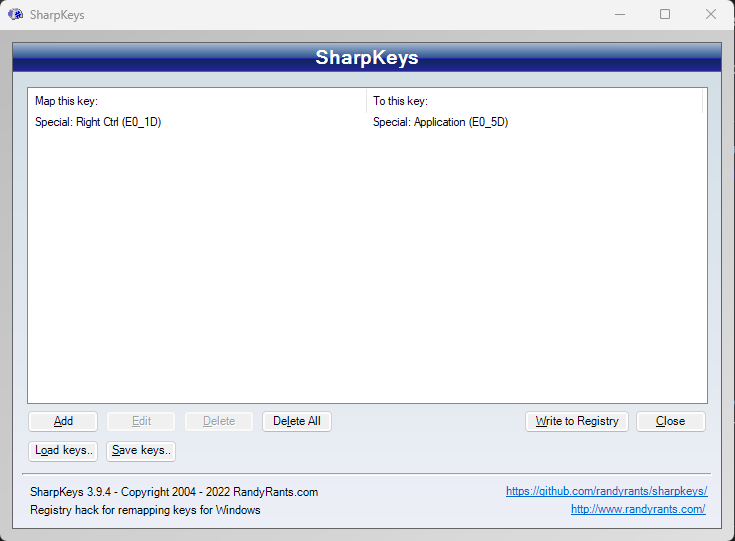 SharpKeys
SharpKeys
Map this key: To this key:
Special: Right Ctrl (E0_1D) Special: Application (E0_5D)
Add Edit Delete Delete All Write to Registry Close
Load keys.. Save keys..
SharpKeys 3.9.4 - Copyright 2004 - 2022 RandyRants.com https://github.com/randyrants/sharpkeys/
Registry hack for remapping keys for Windows http://www.randyrants.com/